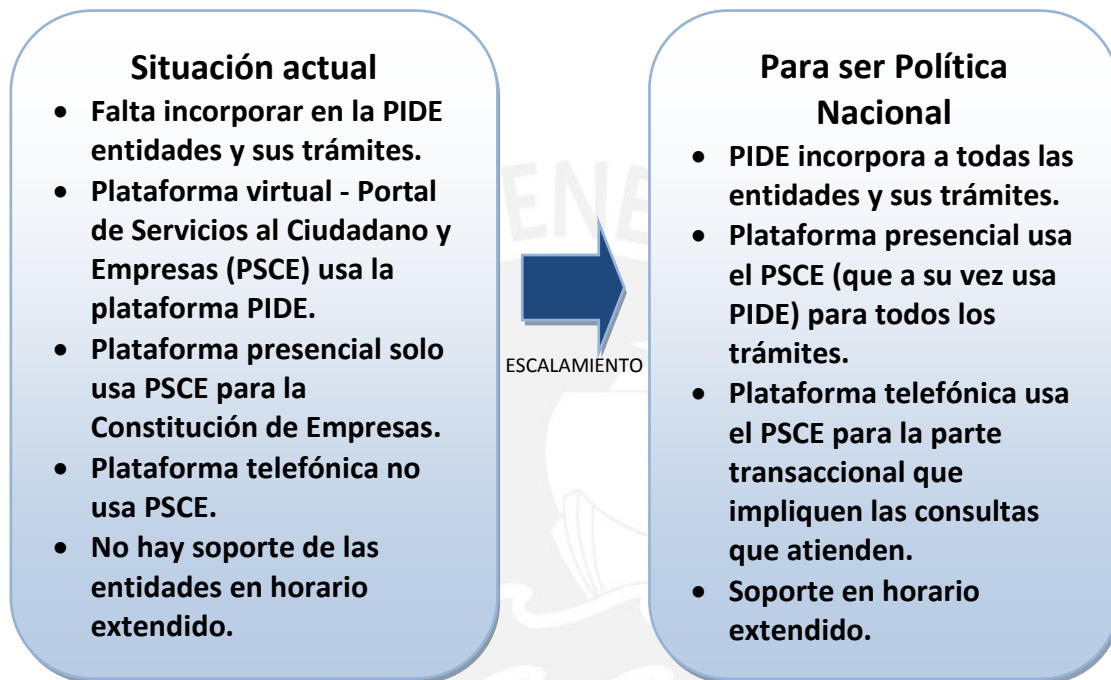 Situación actual
• Falta incorporar en la PIDE
entidades y sus trámites.
• Plataforma virtual - Portal
de Servicios al Ciudadano y
Empresas (PSCE) usa la
plataforma PIDE.
• Plataforma presencial solo
usa PSCE para la
Constitución de Empresas.
• Plataforma telefónica no
usa PSCE.
• No hay soporte de las
entidades en horario
extendido.
ESCALAMIENTO
Para ser Política
Nacional
• PIDE incorpora a todas las
entidades y sus trámites.
• Plataforma presencial usa
el PSCE (que a su vez usa
PIDE) para todos los
trámites.
• Plataforma telefónica usa
el PSCE para la parte
transaccional que
impliquen las consultas
que atienden.
• Soporte en horario
extendido.